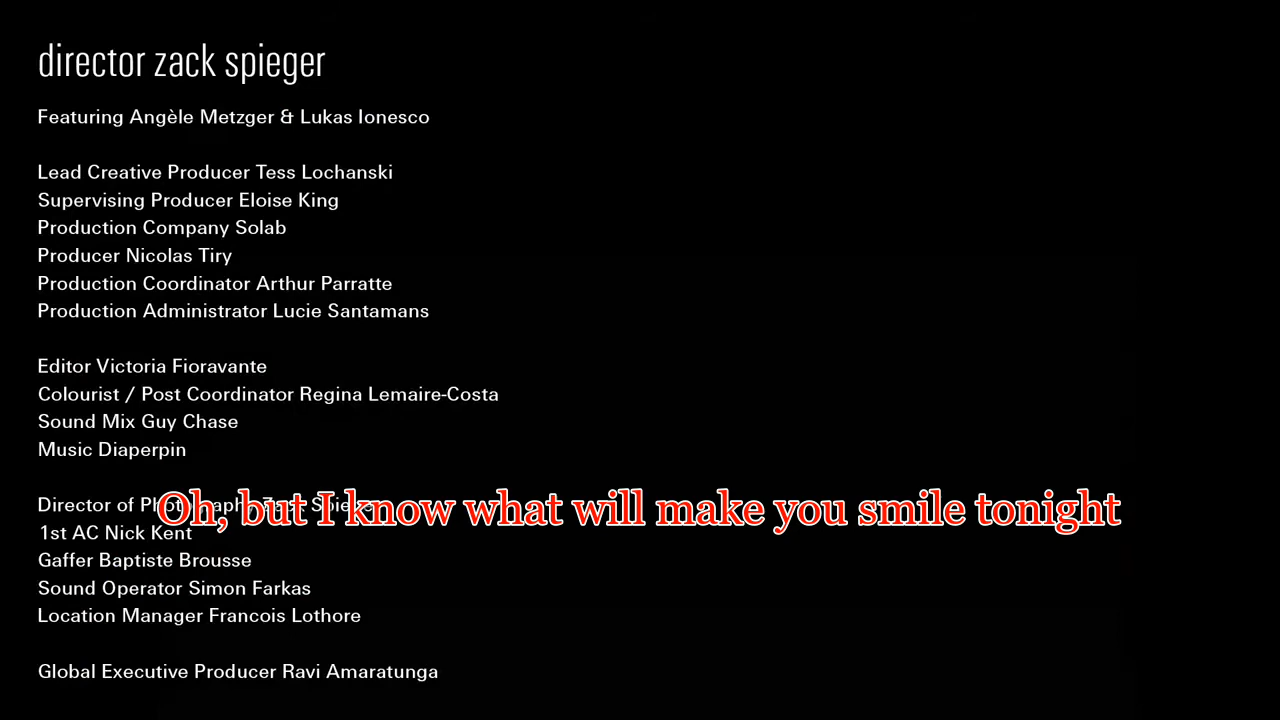 director zack spieger
Featuring Angèle Metzger & Lukas Ionesco
Lead Creative Producer Tess Lochanski
Supervising Producer Eloise King
Production Company Solab
Producer Nicolas Tiry
Production Coordinator Arthur Parratte
Production Administrator Lucie Santamans
Editor Victoria Fioravante
Colourist / Post Coordinator Regina Lemaire-Costa
Sound Mix Guy Chase
Music Diaperpin
Director of Photography
Oh, but I know what will make you smile tonight
1st AC Nick Kent
Gaffer Baptiste Brousse
Sound Operator Simon Farkas
Location Manager Francois Lothore
Global Executive Producer Ravi Amaratunga